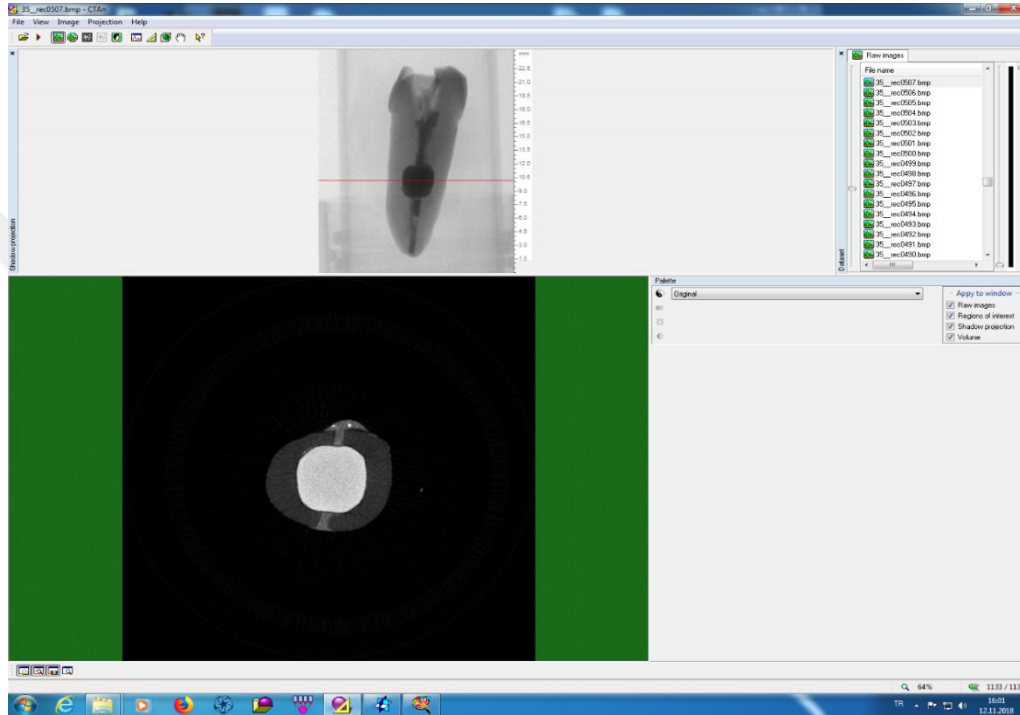 35__rec0507.bmp - CTAn
File View Image Projection Help
Shadow projection
mm
22.5
21.0
19.5
18.0
16.5
15.0
13.5
12.0
10.5
9.0
7.5
6.0
4.5
3.0
1.5
Dataset
Raw images
File name
35__rec0507.bmp
35__rec0506.bmp
35__rec0505.bmp
35__rec0504.bmp
35__rec0503.bmp
35__rec0502.bmp
35__rec0501.bmp
35__rec0500.bmp
35__rec0499.bmp
35__rec0498.bmp
35__rec0497.bmp
35__rec0496.bmp
35__rec0495.bmp
35__rec0494.bmp
35__rec0493.bmp
35__rec0492.bmp
35__rec0491.bmp
35__rec0490.bmp
Palette
Original
Appy to window
Raw images
Regions of interest
Shadow projection
Volume
64%
1133 / 113
TR
16:01
12.11.2018